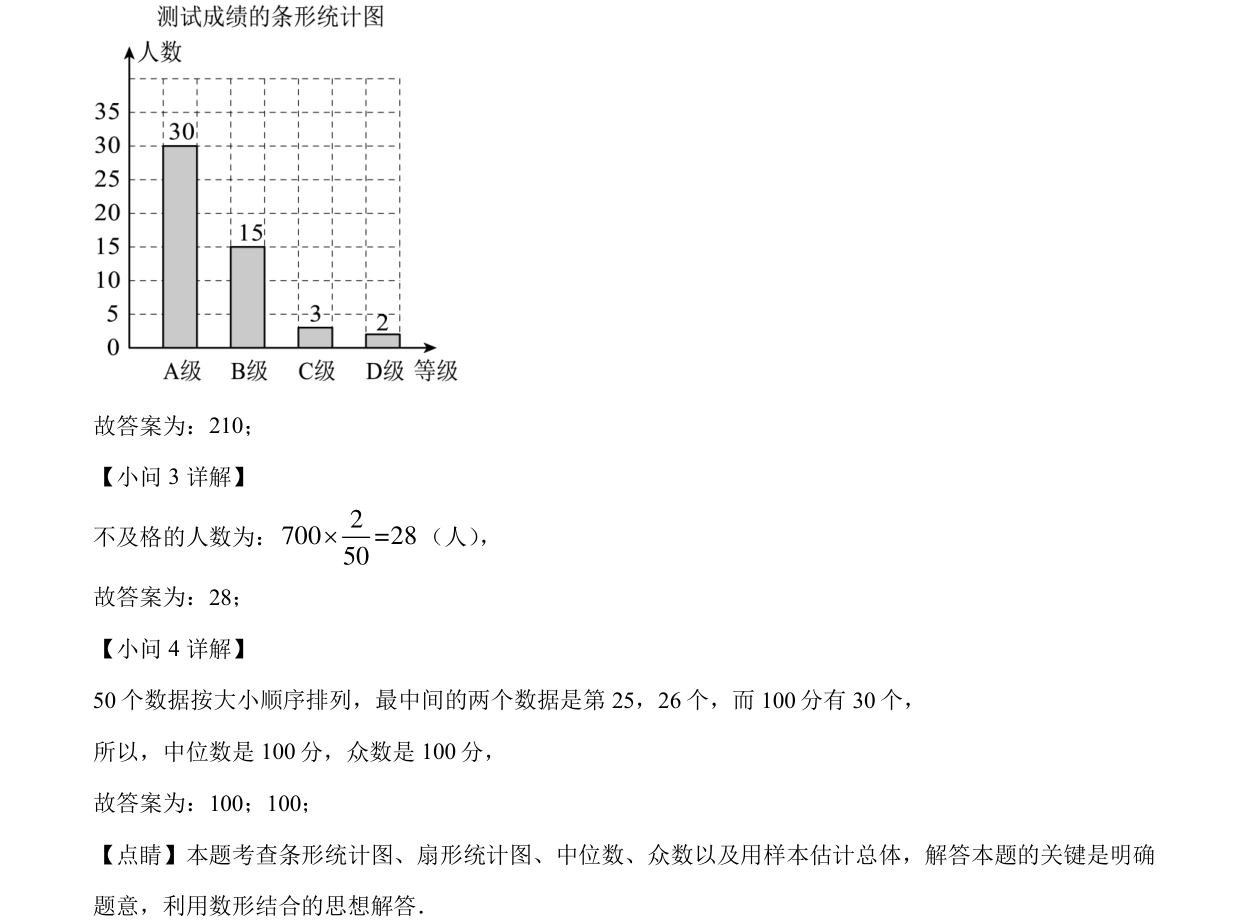 测试成绩的条形统计图
人数
35
30
30
25
20
15
15
10
5
3
2
0
A级 B级 C级 D级 等级
故答案为：210；
【小问 3 详解】
不及格的人数为：700×2/50=28（人），
故答案为：28；
【小问 4 详解】
50 个数据按大小顺序排列，最中间的两个数据是第 25，26 个，而 100 分有 30 个，
所以，中位数是 100 分，众数是 100 分，
故答案为：100；100；
【点睛】本题考查条形统计图、扇形统计图、中位数、众数以及用样本估计总体，解答本题的关键是明确
题意，利用数形结合的思想解答．